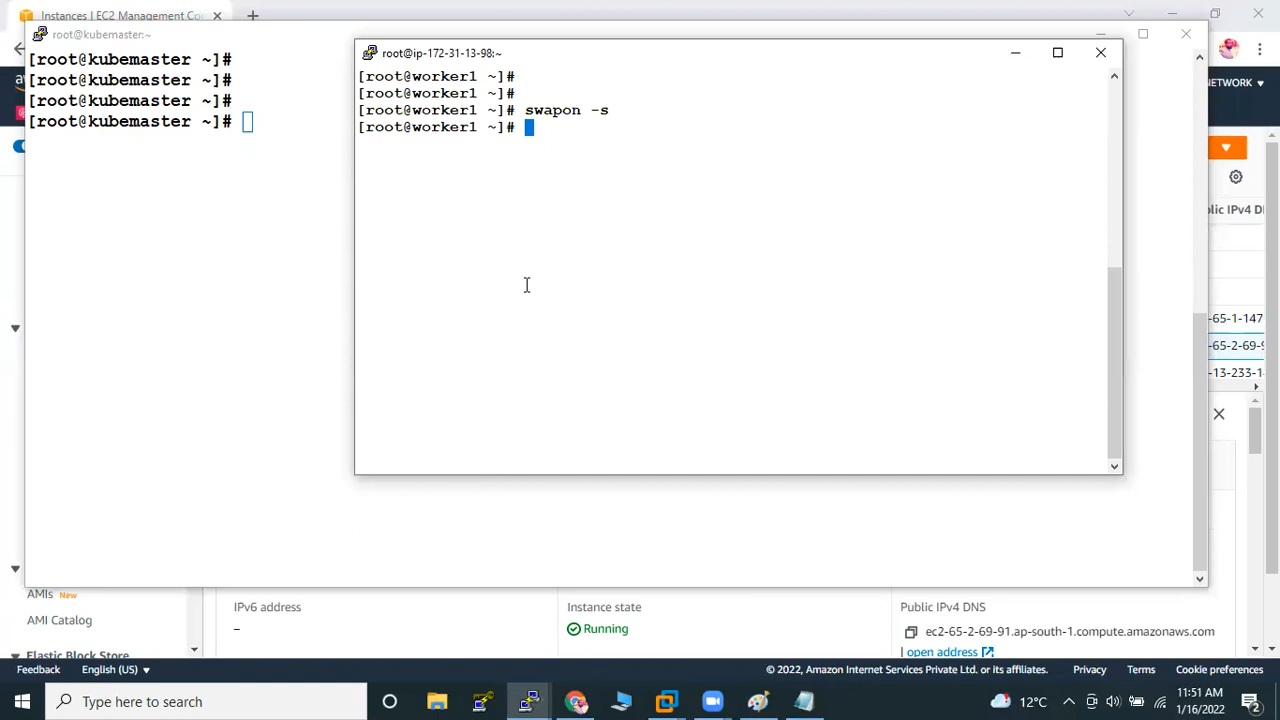 Instances | EC2 Management Co
root@kubemaster:~
[root@kubemaster ~]#
[root@kubemaster ~]#
[root@kubemaster ~]#
[root@kubemaster ~]#
root@ip-172-31-13-98:~
[root@worker1 ~]#
[root@worker1 ~]#
[root@worker1 ~]# swapon -s
[root@worker1 ~]#
NETWORK
blic IPv4 D
-65-1-147
-65-2-69-9
-13-233-1
AMIs New
AMI Catalog
Elastic Block Store
IPv6 address
–
Instance state
Running
Public IPv4 DNS
ec2-65-2-69-91.ap-south-1.compute.amazonaws.com
| open address
Feedback English (US)
© 2022, Amazon Internet Services Private Ltd. or its affiliates. Privacy Terms Cookie preferences
Type here to search
12°C
11:51 AM
1/16/2022